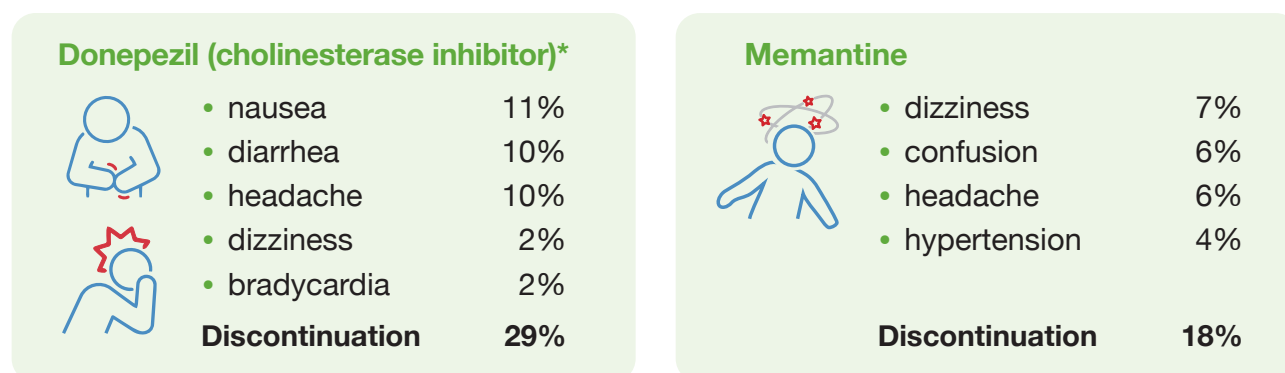 Donepezil (cholinesterase inhibitor)*
• nausea 11%
• diarrhea 10%
• headache 10%
• dizziness 2%
• bradycardia 2%
Discontinuation 29%
Memantine
• dizziness 7%
• confusion 6%
• headache 6%
• hypertension 4%
Discontinuation 18%